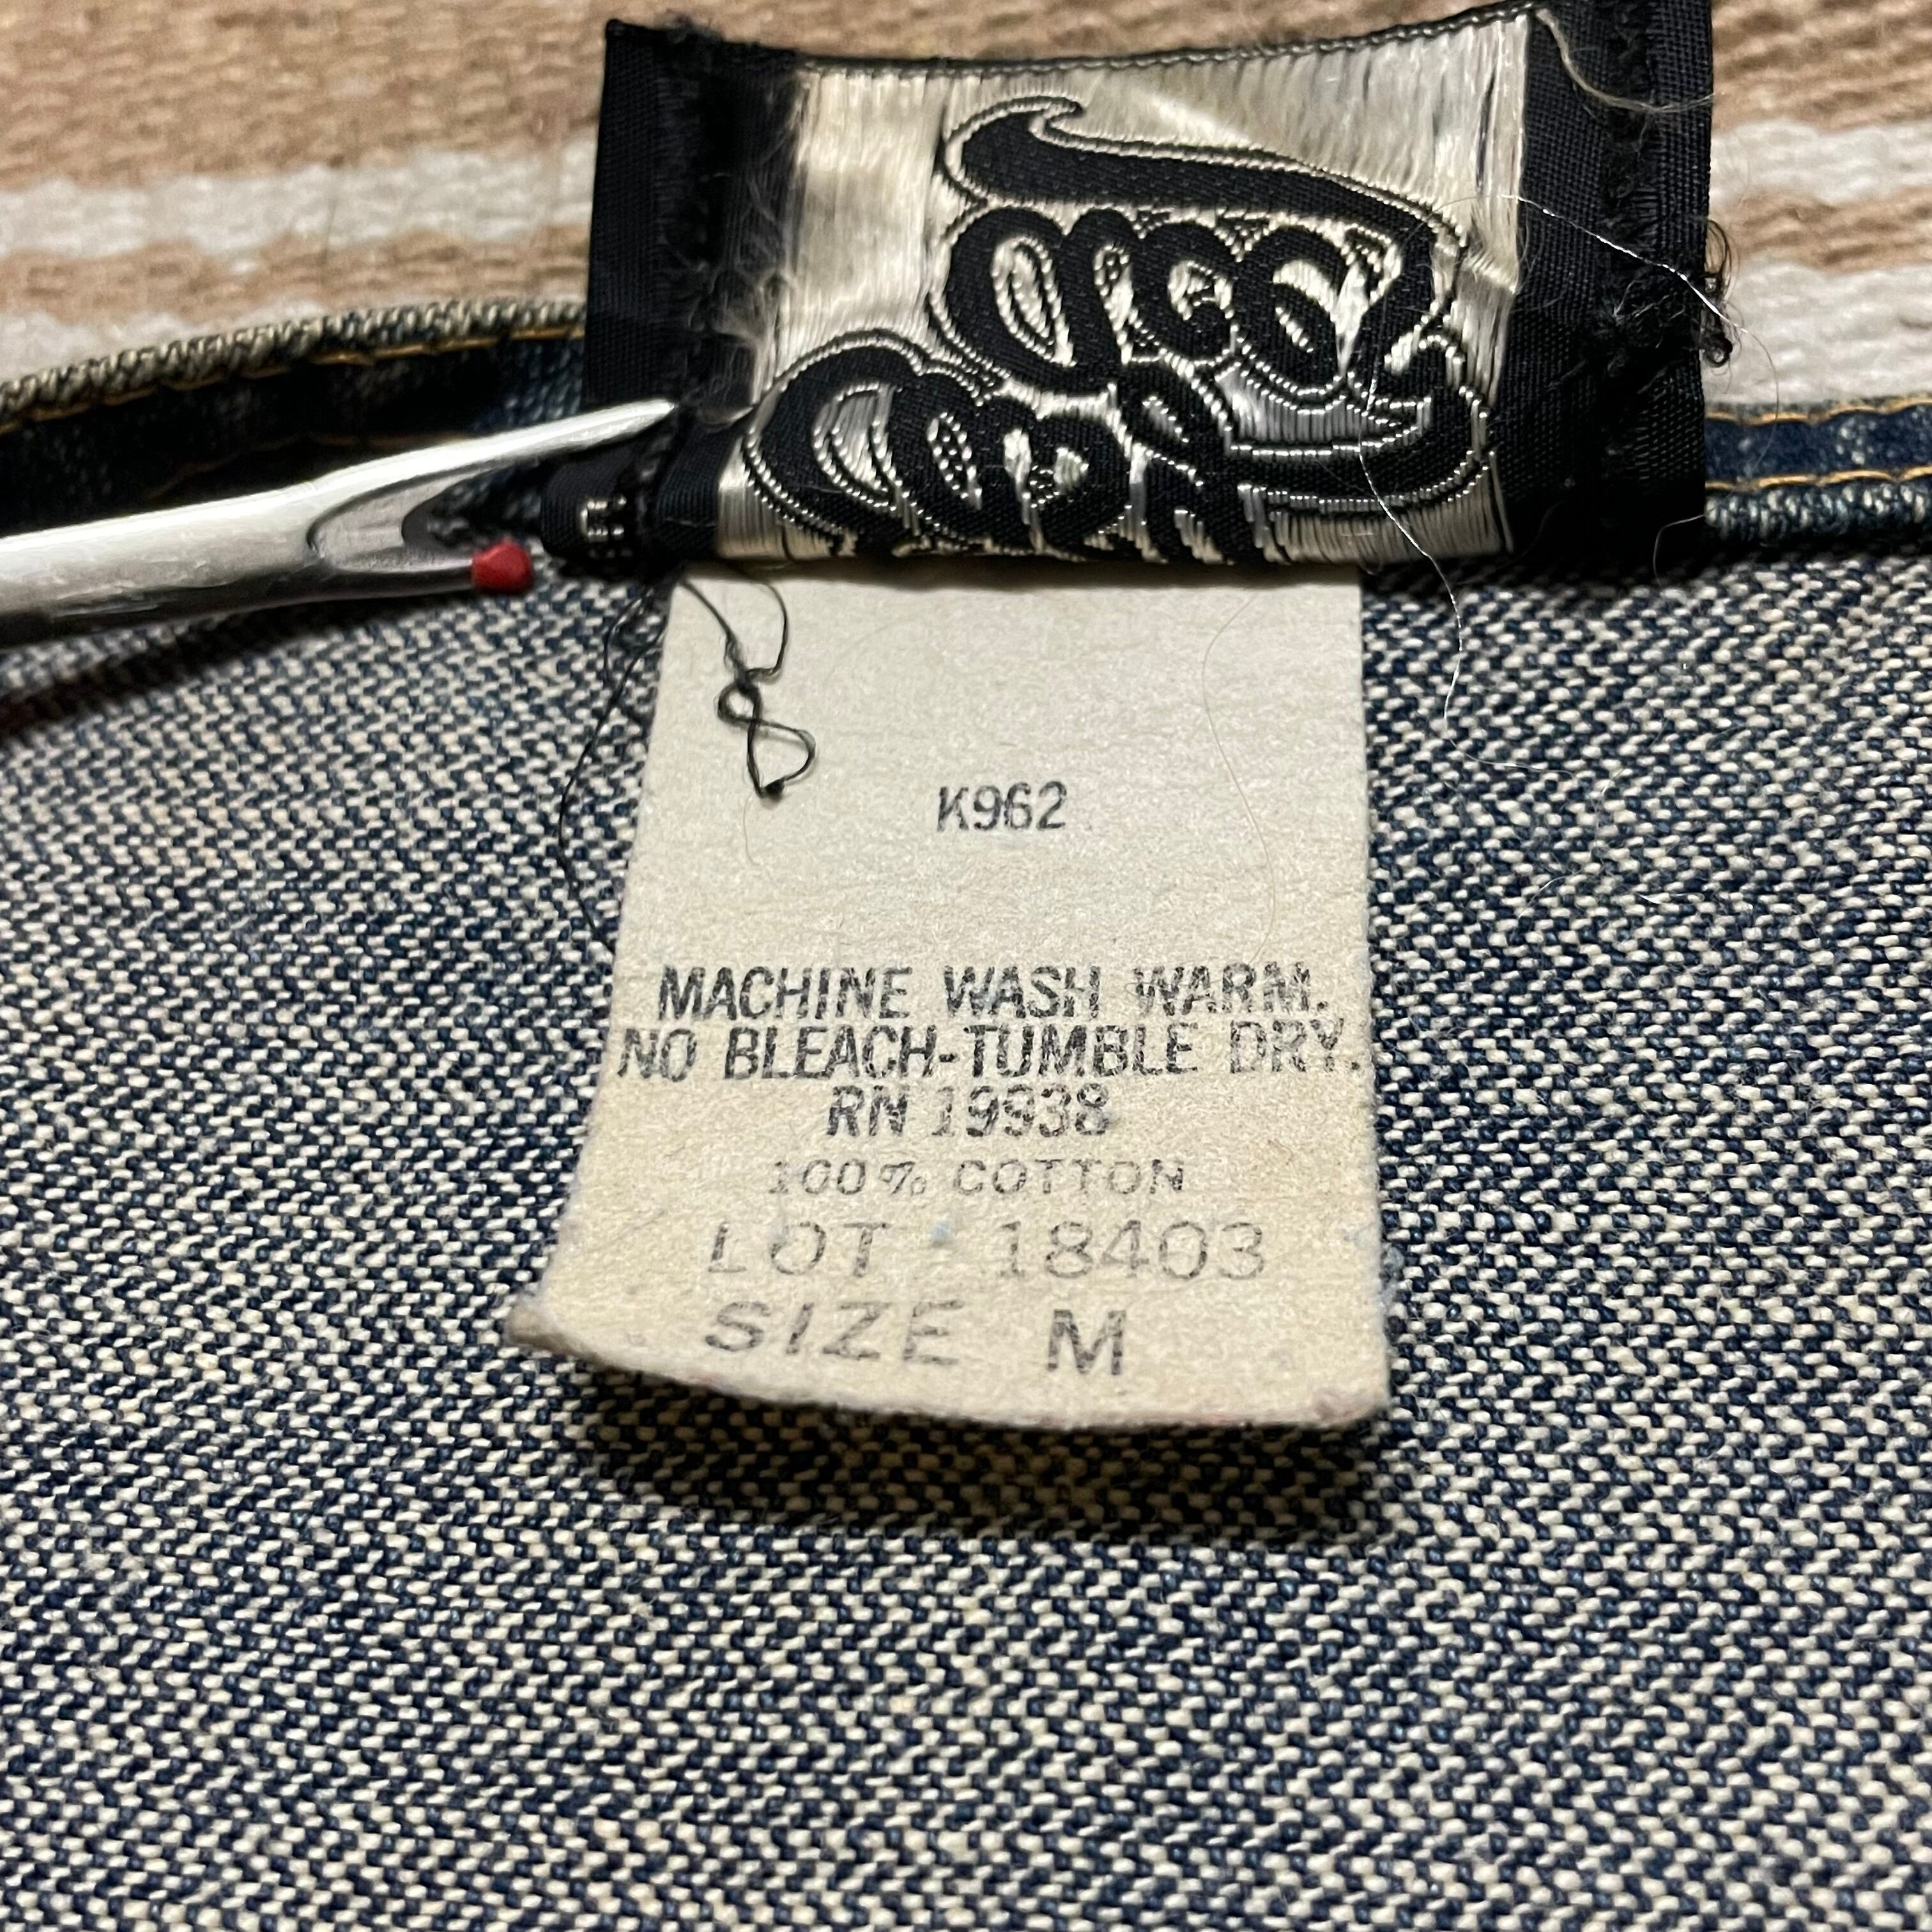 K962
MACHINE WASH WARM.
NO BLEACH-TUMBLE DRY.
RN 19938
100% COTTON
LOT 18403
SIZE M